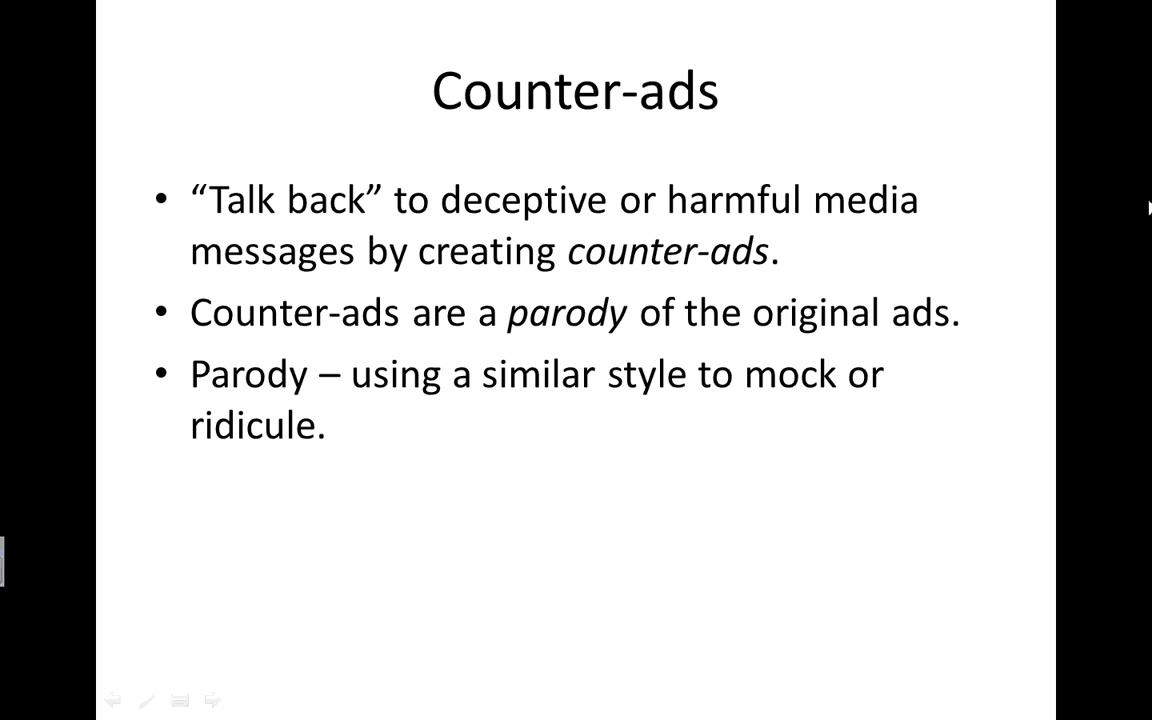 Counter-ads
• “Talk back” to deceptive or harmful media
messages by creating counter-ads.
• Counter-ads are a parody of the original ads.
• Parody – using a similar style to mock or
ridicule.